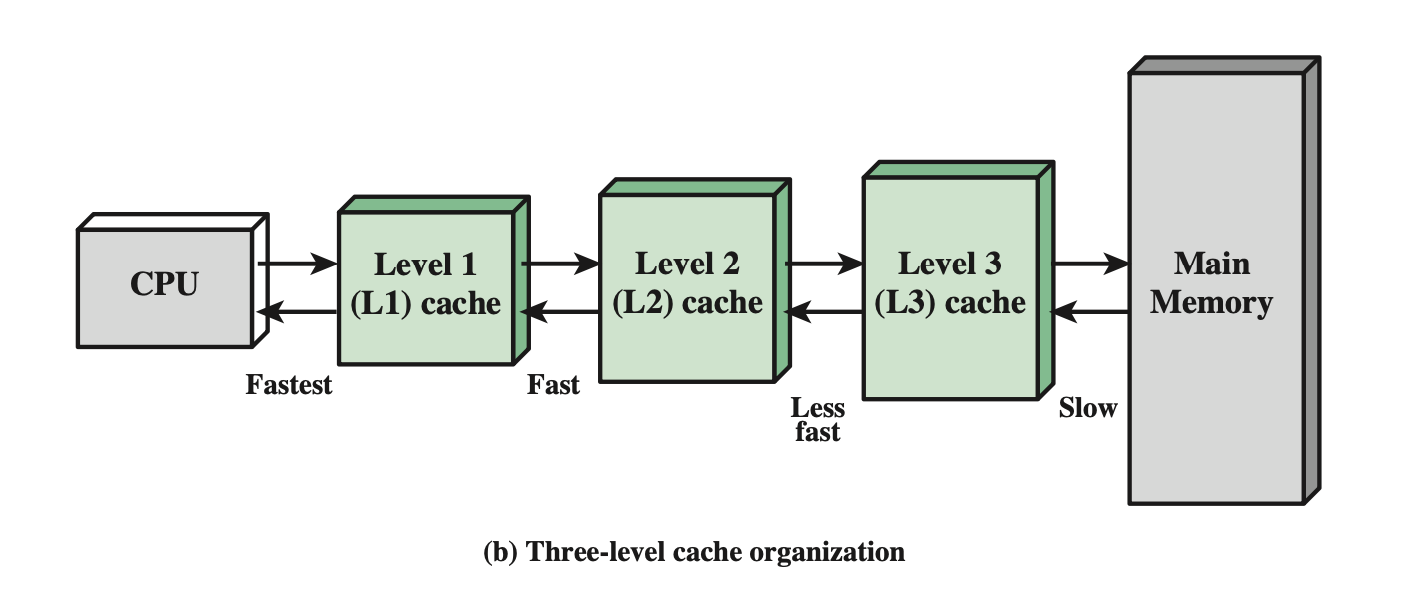 CPU
Level 1
(L1) cache
Level 2
(L2) cache
Level 3
(L3) cache
Main
Memory
Fastest
Fast
Less
fast
Slow
(b) Three-level cache organization